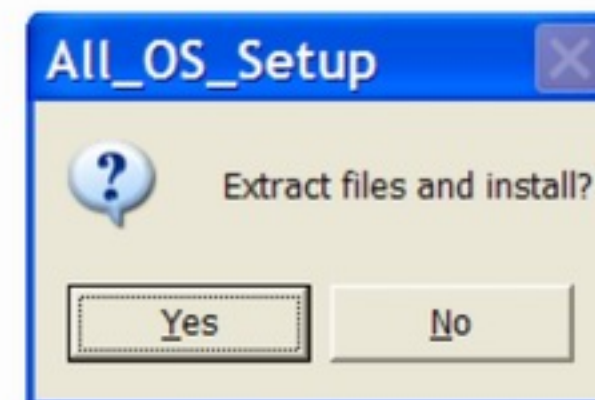 All_OS_Setup
Extract files and install?
Yes No